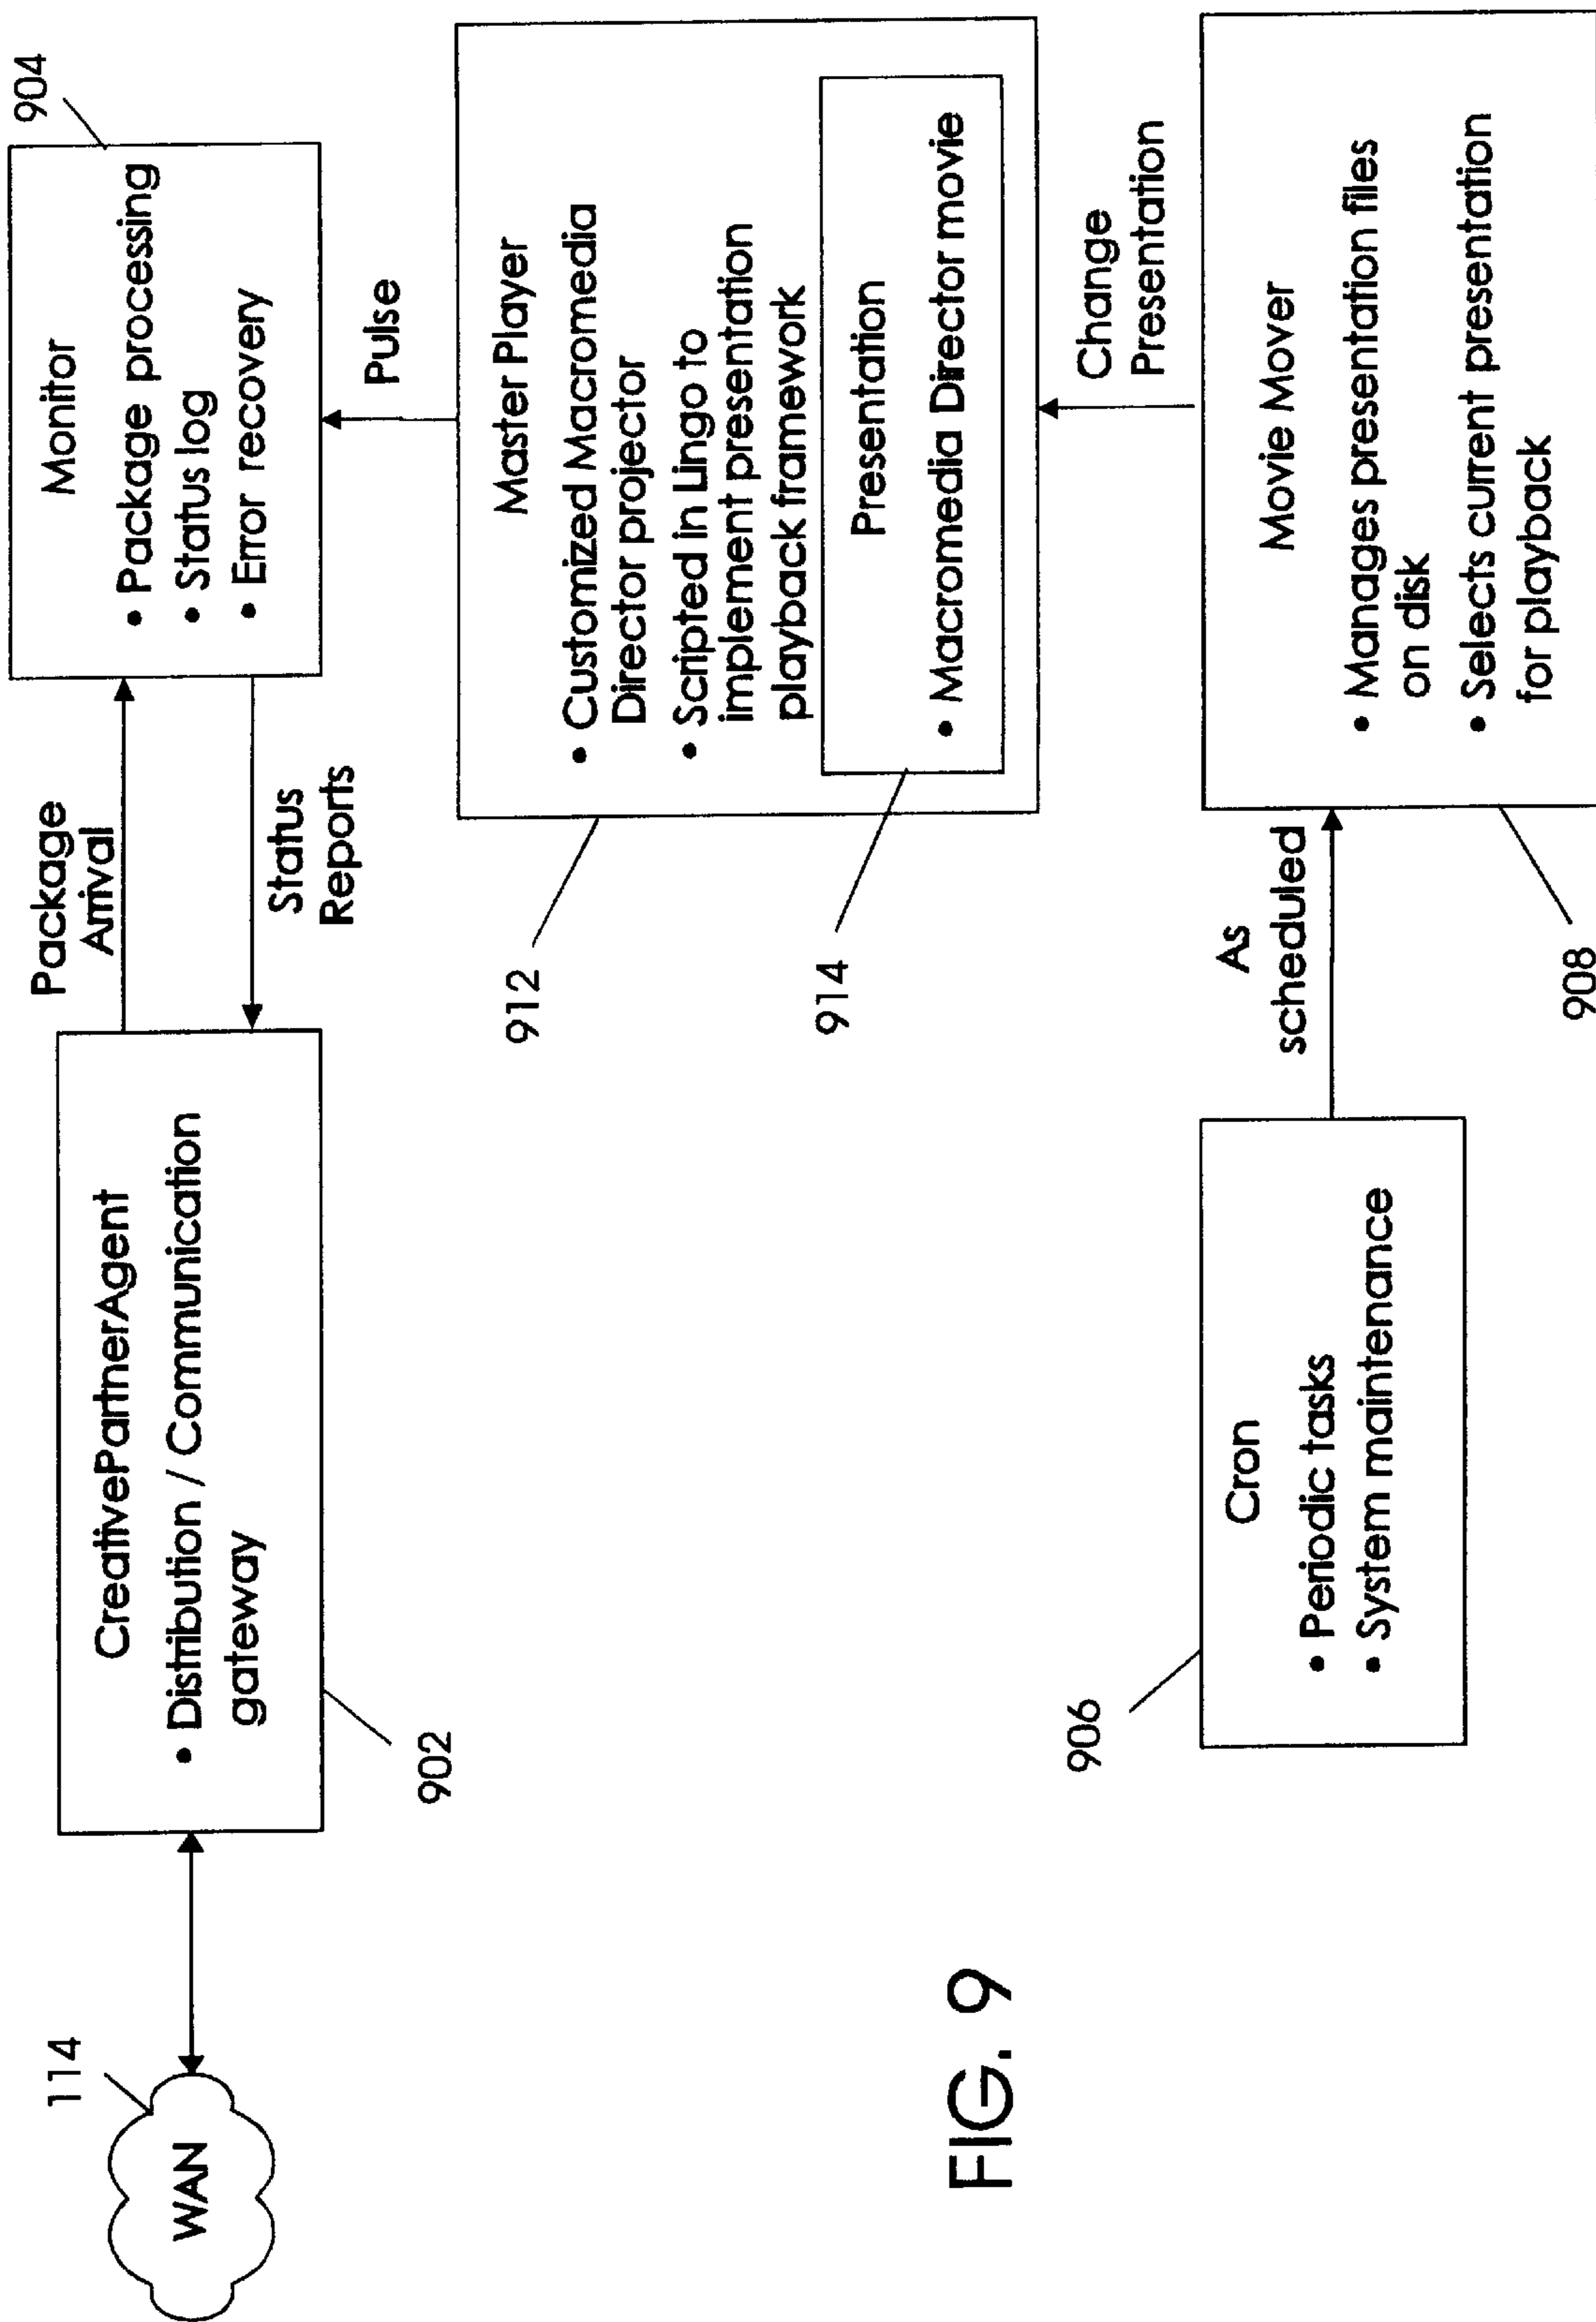 114
WAN
CreativePartnerAgent
• Distribution / Communication
gateway
902
Package
Arrival
Status
Reports
904
Monitor
• Package processing
• Status log
• Error recovery
Pulse
912
Master Player
• Customized Macromedia
Director projector
• Scripted in Lingo to
implement presentation
playback framework
914
Presentation
• Macromedia Director movie
Change
Presentation
906
Cron
• Periodic tasks
• System maintenance
As
scheduled
908
Movie Mover
• Manages presentation files
on disk
• Selects current presentation
for playback
FIG. 9